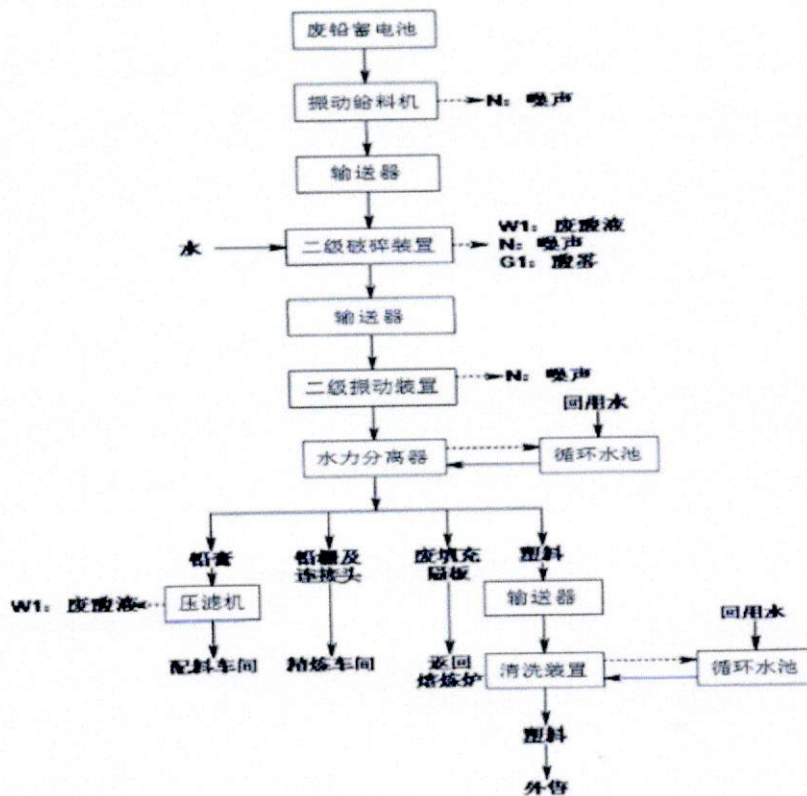 废铅蓄电池
振动给料机
N：噪声
输送器
水
二级破碎装置
W1：废酸液
N：噪声
G1：酸雾
输送器
二级振动装置
N：噪声
回用水
水力分离器
循环水池
铅膏
铅栅及
连接头
废填充
隔板
塑料
W1：废酸液
压滤机
输送器
回用水
配料车间
精炼车间
返回
熔炼炉
清洗装置
循环水池
塑料
外售